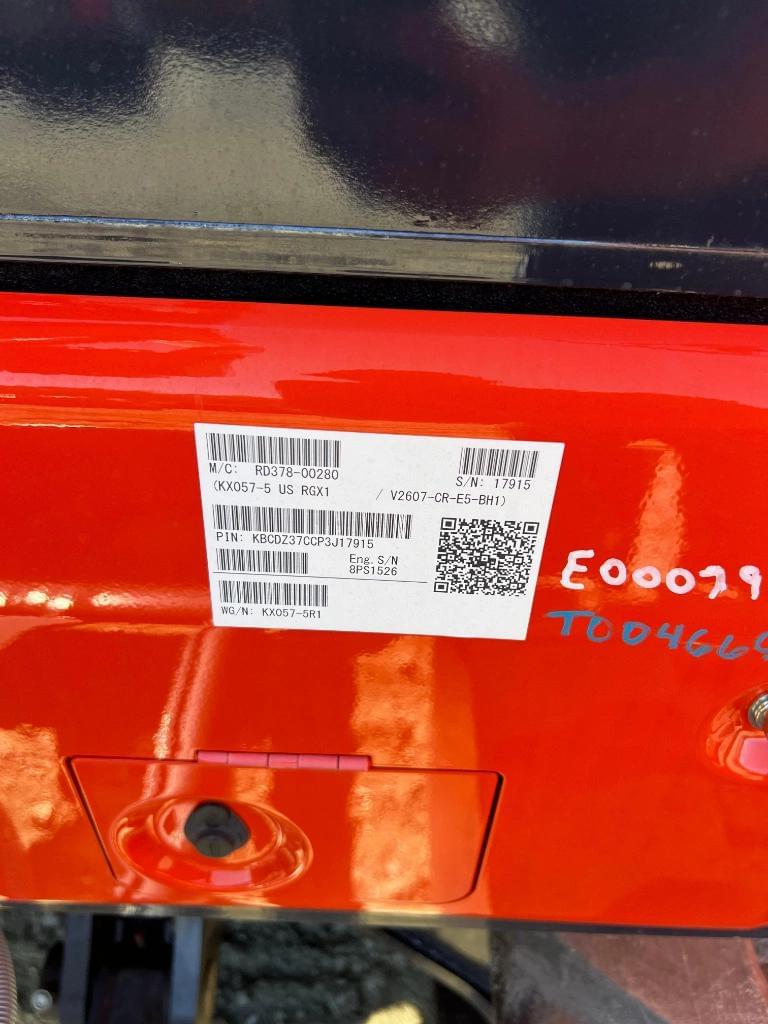 M/C: RD378-00280
S/N: 17915
(KX057-5 US RGX1 / V2607-CR-E5-BH1)
PIN: KBCDZ37CCP3J17915
Eng. S/N
8PS1526
WG/N: KX057-5R1
E00079